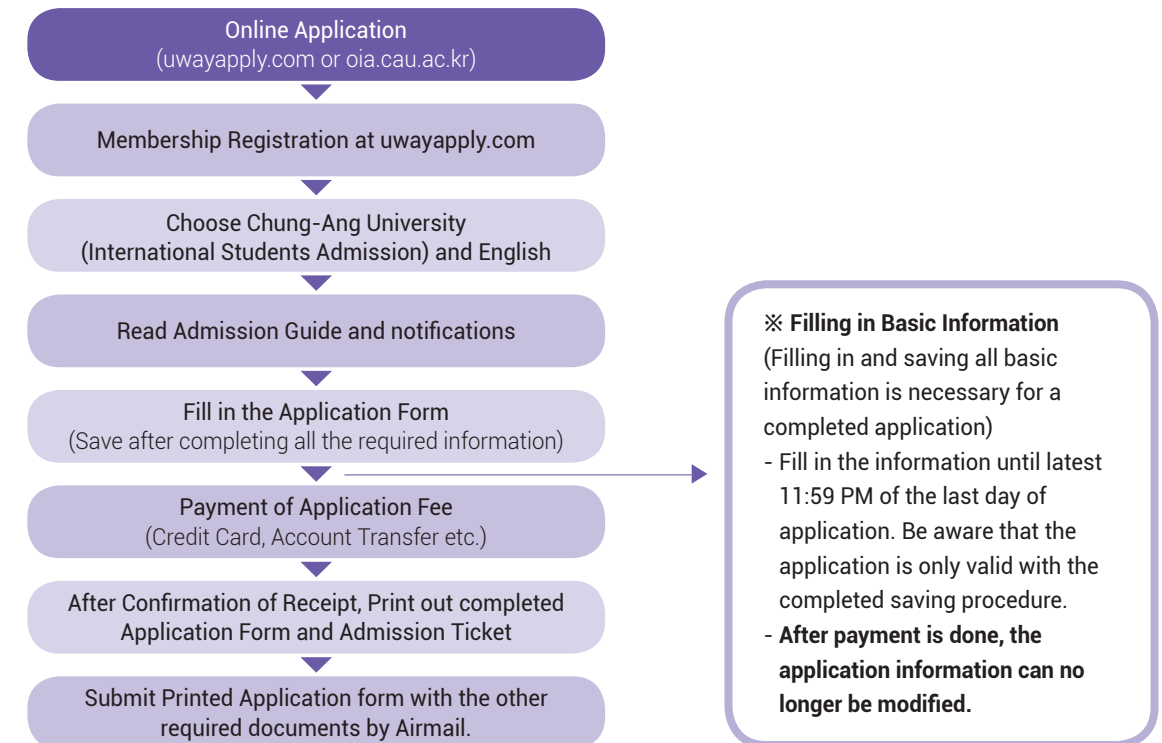 Online Application
(uwayapply.com or oia.cau.ac.kr)
Membership Registration at uwayapply.com
Choose Chung-Ang University
(International Students Admission) and English
Read Admission Guide and notifications
Fill in the Application Form
(Save after completing all the required information)
Payment of Application Fee
(Credit Card, Account Transfer etc.)
After Confirmation of Receipt, Print out completed
Application Form and Admission Ticket
Submit Printed Application form with the other
required documents by Airmail.
※ Filling in Basic Information
(Filling in and saving all basic
information is necessary for a
completed application)
- Fill in the information until latest
11:59 PM of the last day of
application. Be aware that the
application is only valid with the
completed saving procedure.
- After payment is done, the
application information can no
longer be modified.